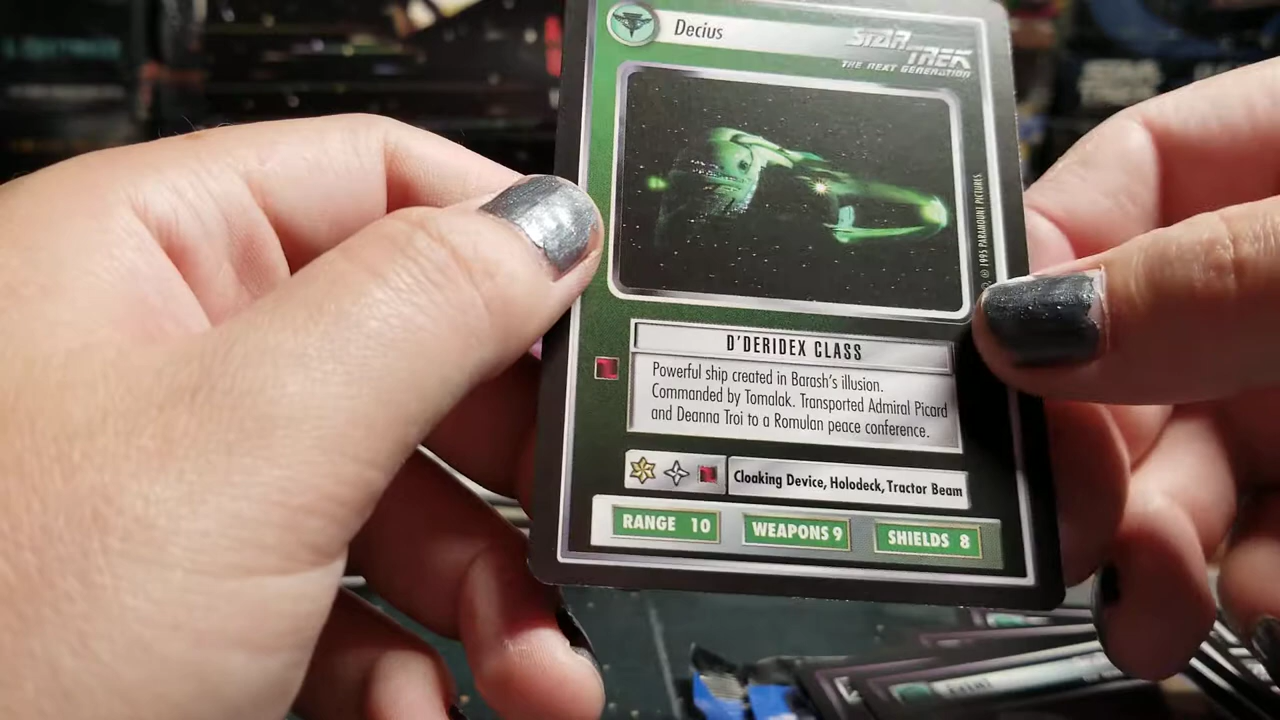 Decius
STAR TREK
THE NEXT GENERATION
© 1995 PARAMOUNT PICTURES.
D'DERIDEX CLASS
Powerful ship created in Barash's illusion.
Commanded by Tomalak. Transported Admiral Picard
and Deanna Troi to a Romulan peace conference.
Cloaking Device, Holodeck, Tractor Beam
RANGE 10
WEAPONS 9
SHIELDS 8